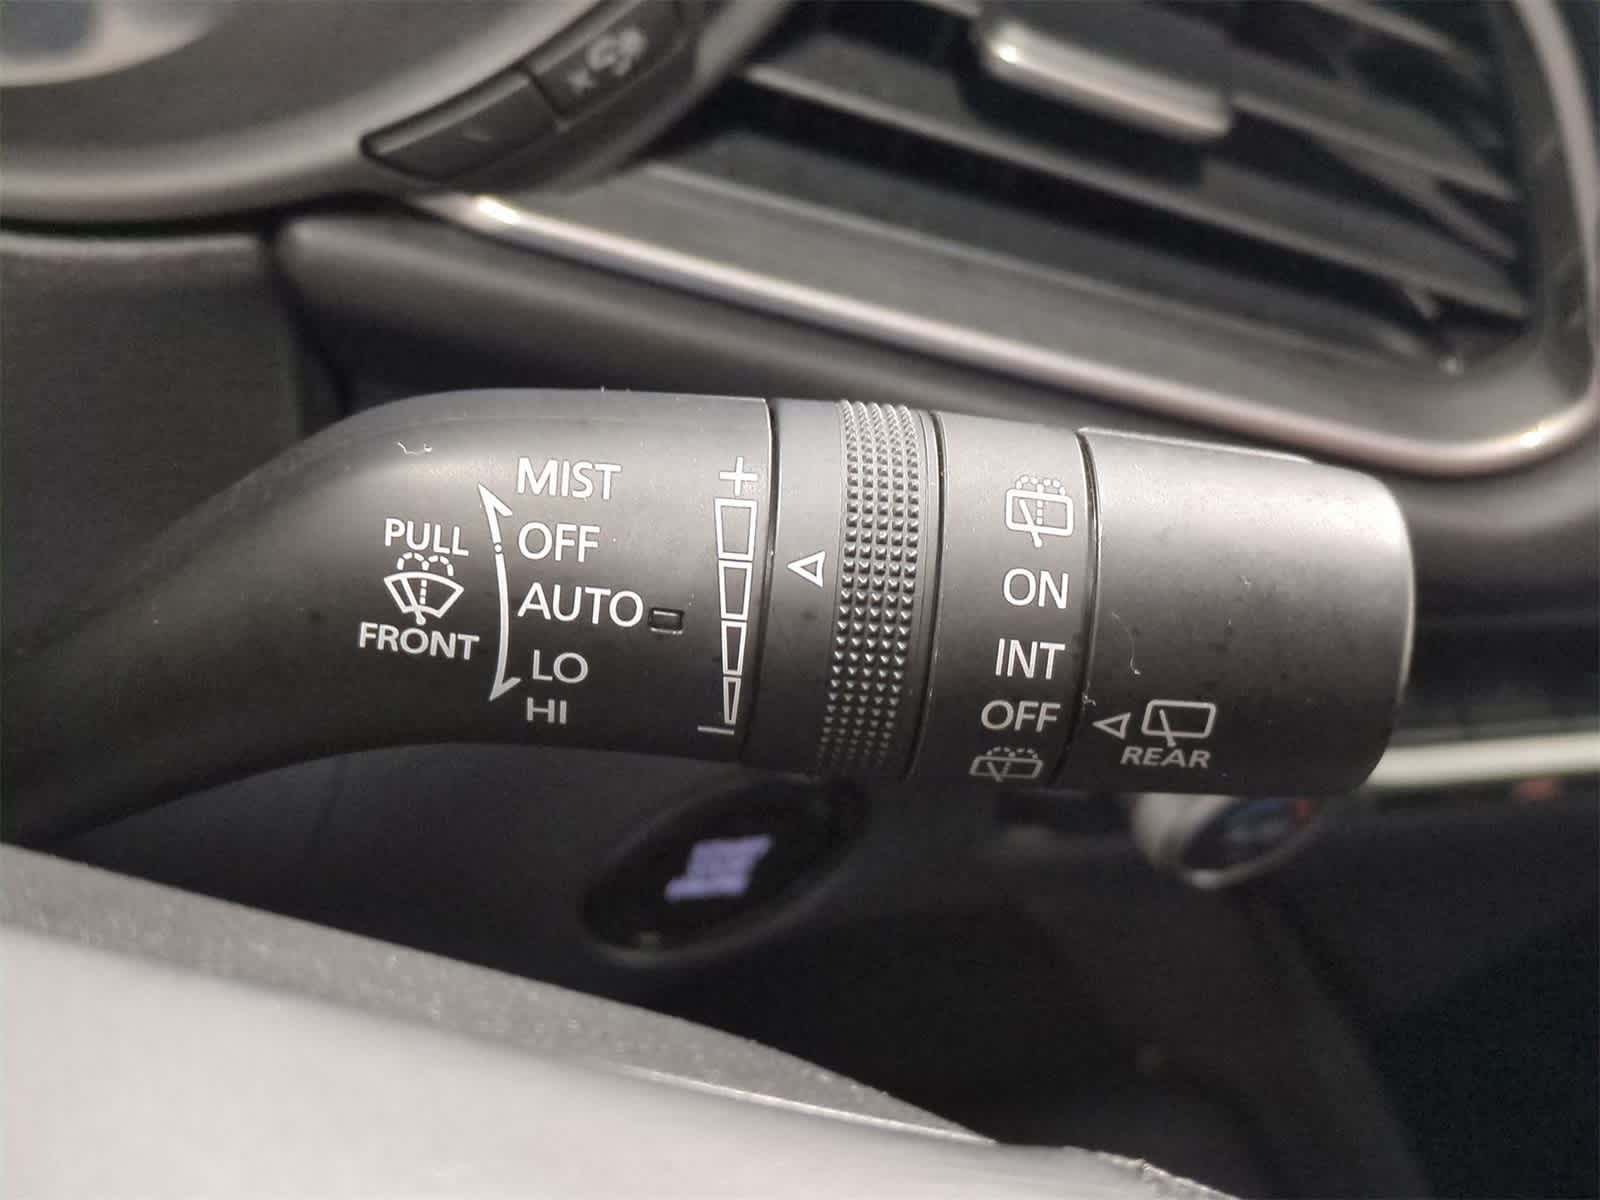 PULL
FRONT
MIST
OFF
AUTO
LO
HI
+
−
ON
INT
OFF
REAR